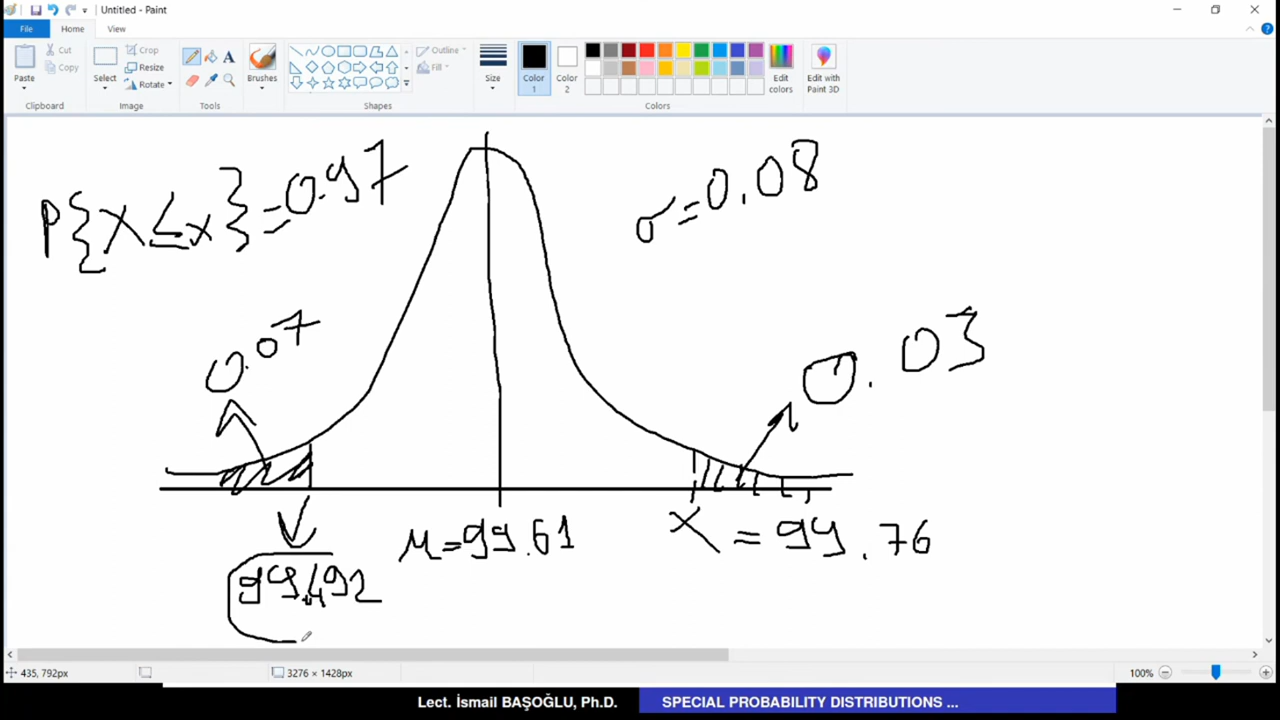 Untitled - Paint
File Home View
Paste
Cut
Copy
Clipboard
Select
Crop
Resize
Rotate
Image
Tools
Brushes
Shapes
Outline
Fill
Size
Color 1
Color 2
Colors
Edit colors
Edit with Paint 3D
P{X≤x}=0.97
σ=0.08
0.07
0.03
μ=99.61
x=99.76
99.492
435, 792px
3276 × 1428px
100%
Lect. İsmail BAŞOĞLU, Ph.D.
SPECIAL PROBABILITY DISTRIBUTIONS ...